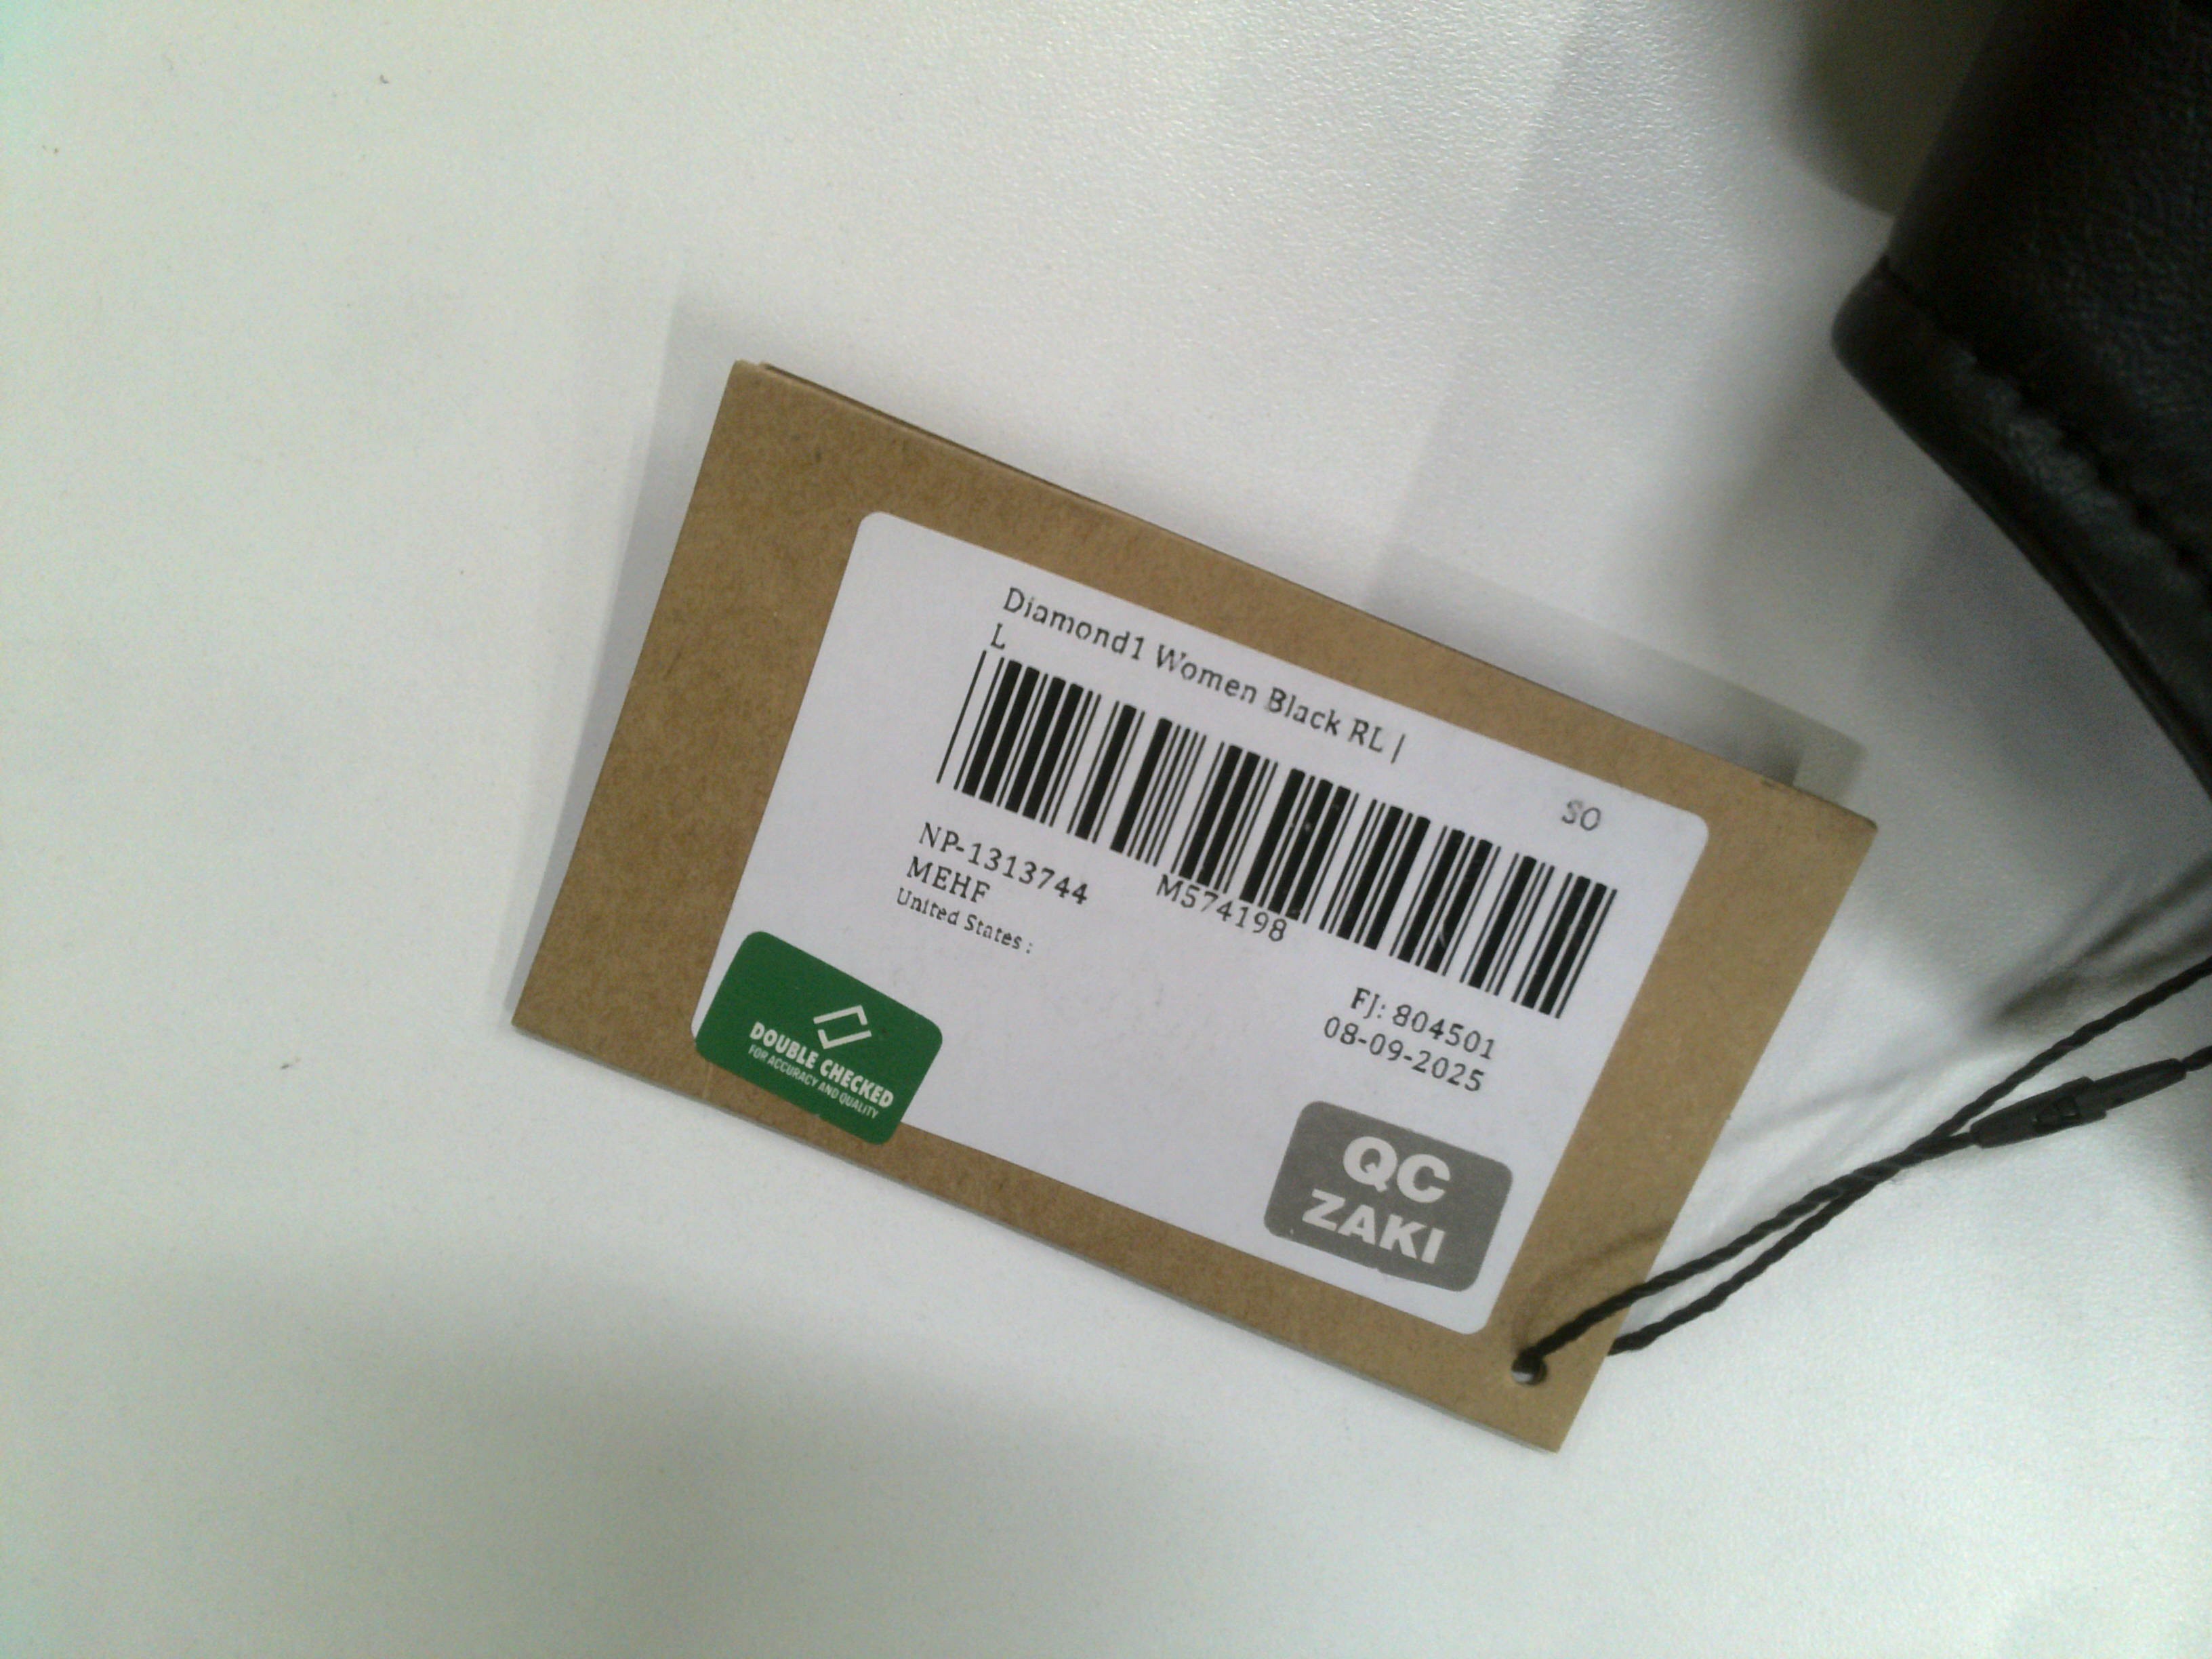 Diamond1 Women Black RL |
L
SO
NP-1313744
M574198
MEHF
United States :
FJ: 804501
08-09-2025
DOUBLE CHECKED
FOR ACCURACY AND QUALITY
QC
ZAKI